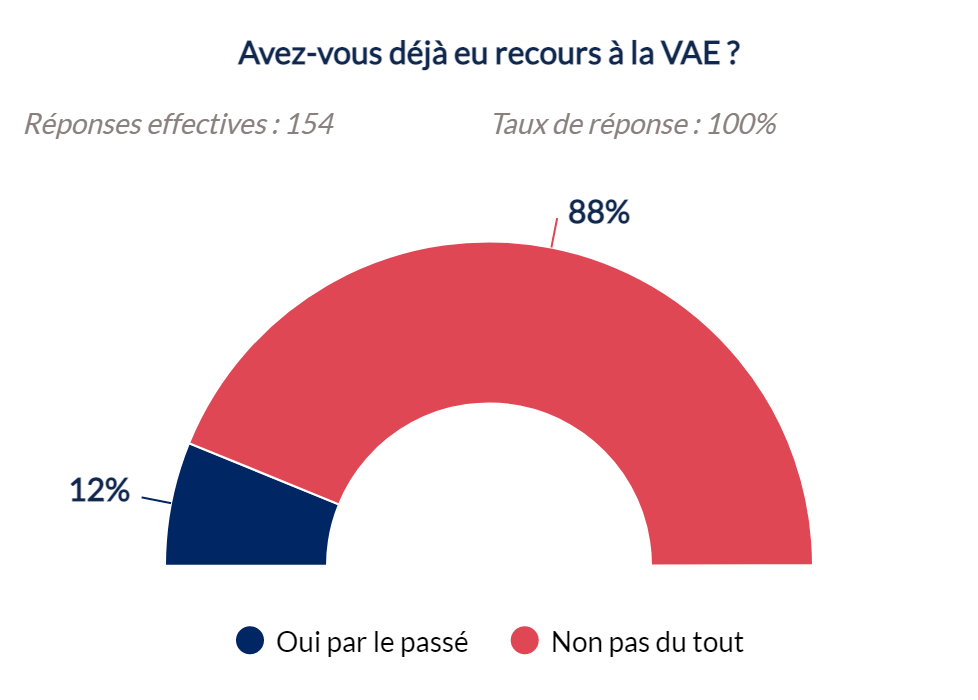 Avez-vous déjà eu recours à la VAE ?
Réponses effectives : 154 Taux de réponse : 100%
88%
12%
Oui par le passé Non pas du tout